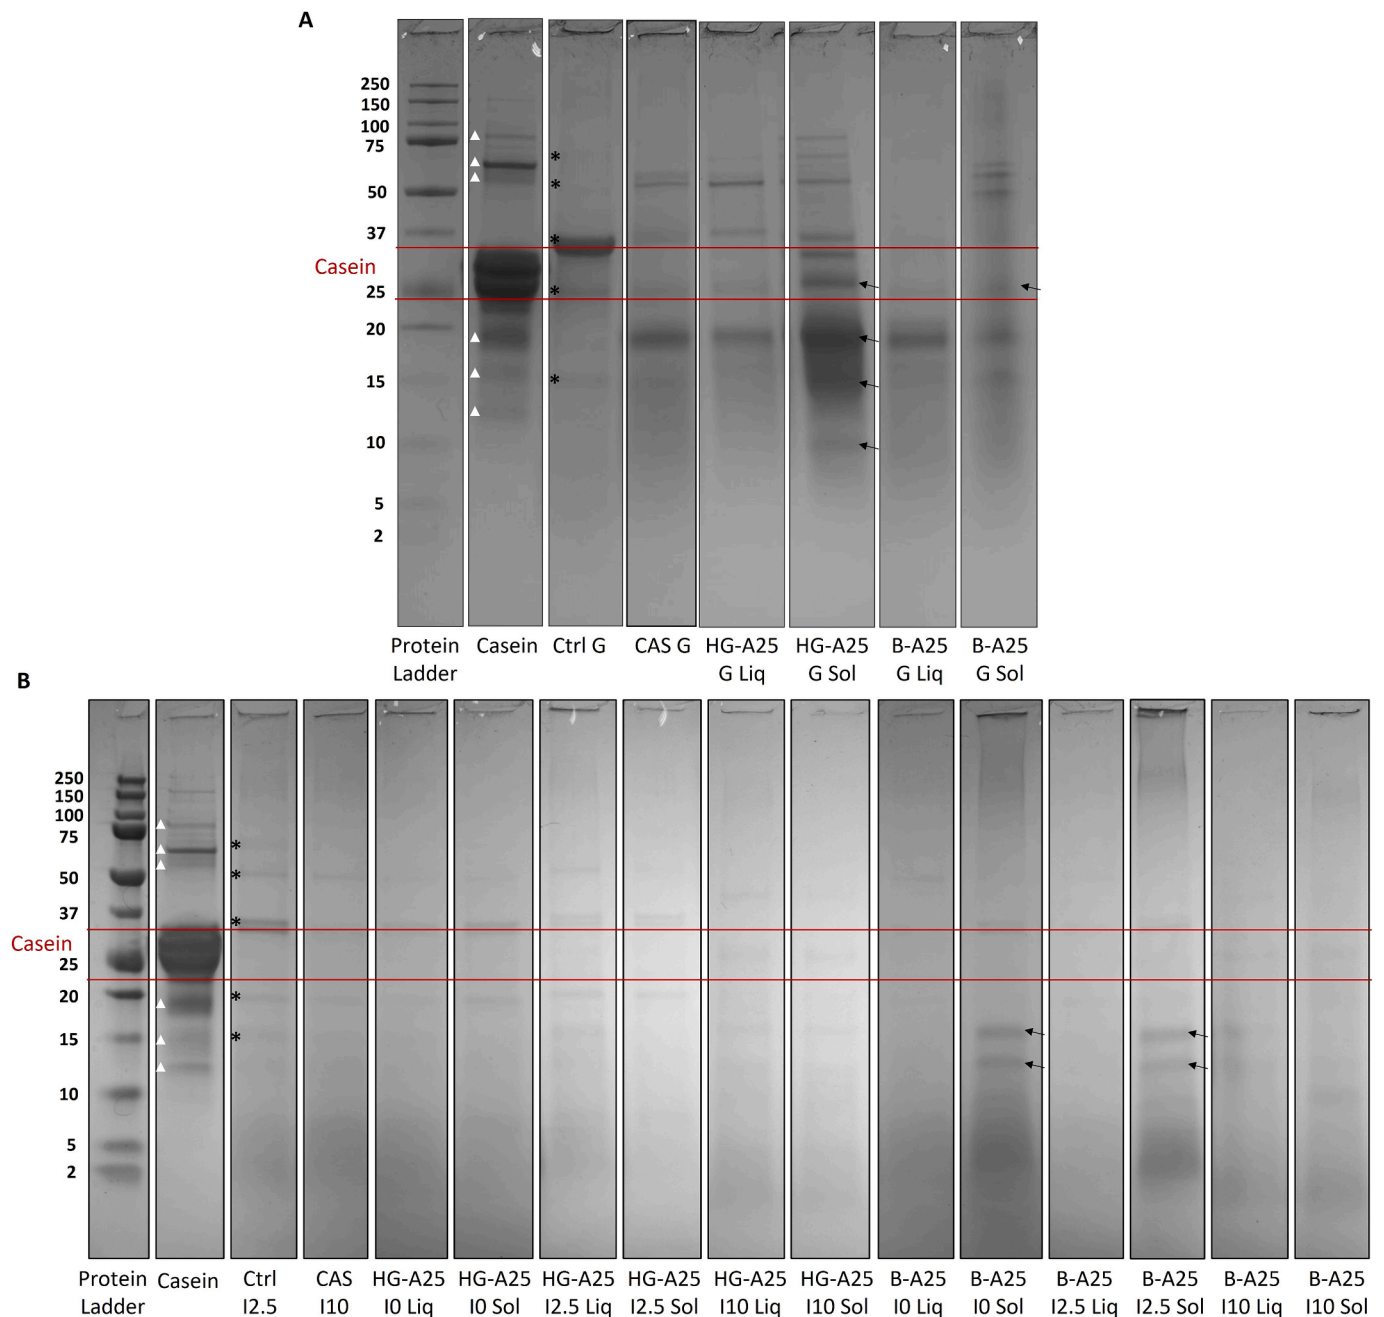 A
250
150
100
75
50
37
Casein
25
20
15
10
5
2
*
*
*
*
*
Protein Ladder
Casein
Ctrl G
CAS G
HG-A25 G Liq
HG-A25 G Sol
B-A25 G Liq
B-A25 G Sol
B
250
150
100
75
50
37
Casein
25
20
15
10
5
2
*
*
*
*
*
Protein Ladder
Casein
Ctrl I2.5
CAS I10
HG-A25 I0 Liq
HG-A25 I0 Sol
HG-A25 I2.5 Liq
HG-A25 I2.5 Sol
HG-A25 I10 Liq
HG-A25 I10 Sol
B-A25 I0 Liq
B-A25 I0 Sol
B-A25 I2.5 Liq
B-A25 I2.5 Sol
B-A25 I10 Liq
B-A25 I10 Sol